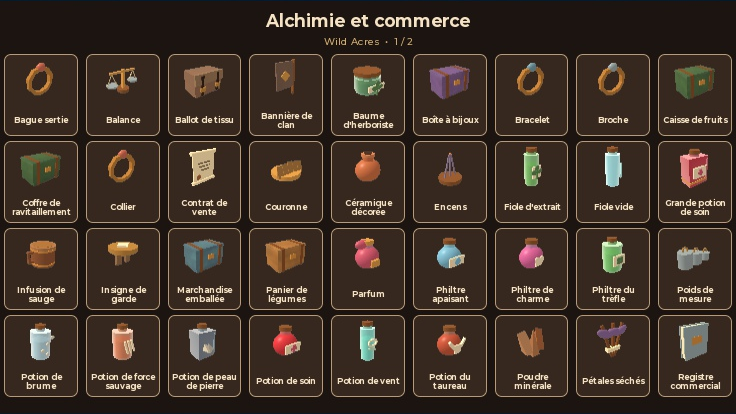 Alchimie et commerce
Wild Acres • 1 / 2
Bague sertie
Balance
Ballot de tissu
Bannière de
clan
Baume
d'herboriste
Boîte à bijoux
Bracelet
Broche
Caisse de fruits
Coffre de
ravitaillement
Collier
Contrat de
vente
Couronne
Céramique
décorée
Encens
Fiole d'extrait
Fiole vide
Grande potion
de soin
Infusion de
sauge
Insigne de
garde
Marchandise
emballée
Panier de
légumes
Parfum
Philtre
apaisant
Philtre de
charme
Philtre du
trèfle
Poids de
mesure
Potion de
brume
Potion de force
sauvage
Potion de peau
de pierre
Potion de soin
Potion de vent
Potion du
taureau
Poudre
minérale
Pétales séchés
Registre
commercial